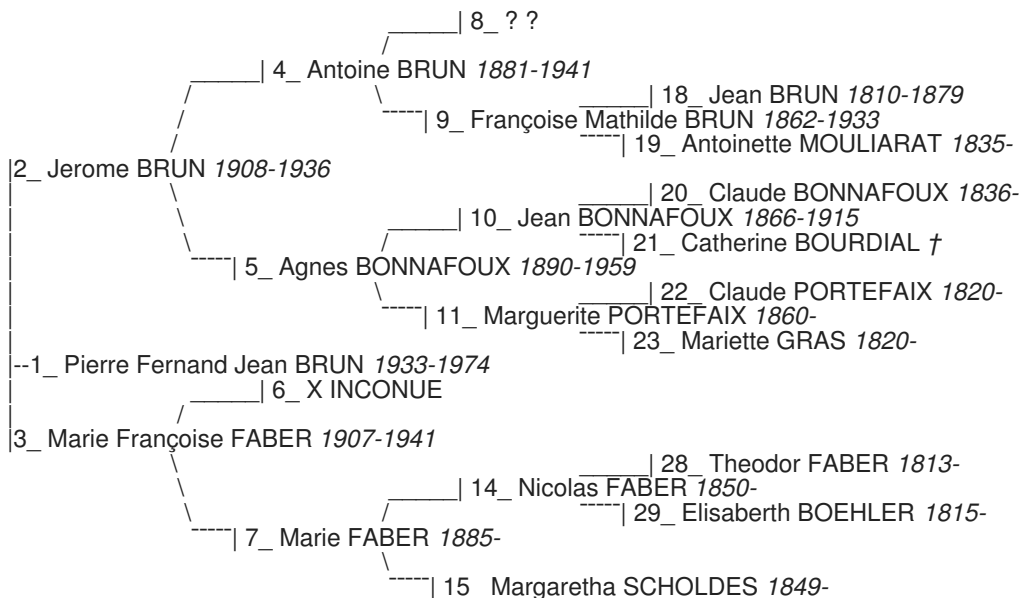 8_ ? ?
4_ Antoine BRUN 1881-1941
18_ Jean BRUN 1810-1879
9_ Françoise Mathilde BRUN 1862-1933
19_ Antoinette MOULIARAT 1835-
|2_ Jerome BRUN 1908-1936
20_ Claude BONNAFOUX 1836-
10_ Jean BONNAFOUX 1866-1915
21_ Catherine BOURDIAL †
5_ Agnes BONNAFOUX 1890-1959
22_ Claude PORTEFAIX 1820-
11_ Marguerite PORTEFAIX 1860-
23_ Mariette GRAS 1820-
|--1_ Pierre Fernand Jean BRUN 1933-1974
6_ X INCONUE
|3_ Marie Françoise FABER 1907-1941
28_ Theodor FABER 1813-
14_ Nicolas FABER 1850-
29_ Elisaberth BOEHLER 1815-
7_ Marie FABER 1885-
15_ Margaretha SCHOLDES 1849-